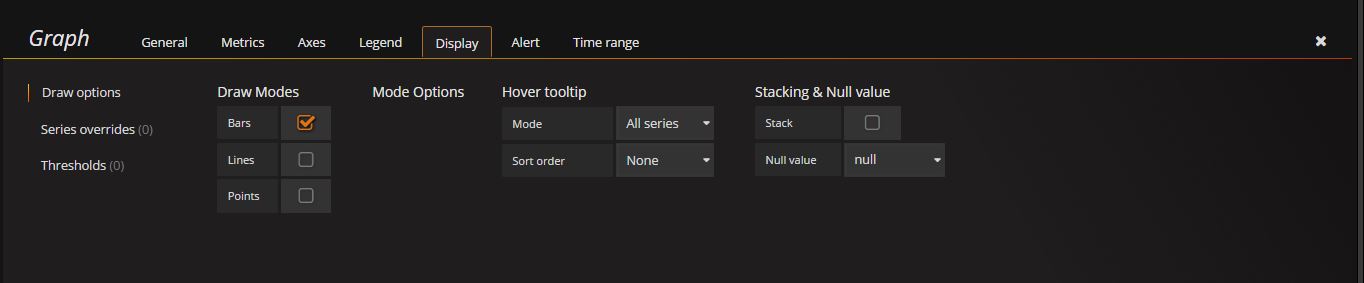 Graph General Metrics Axes Legend Display Alert Time range
Draw options
Series overrides (0)
Thresholds (0)
Draw Modes
Bars
Lines
Points
Mode Options
Hover tooltip
Mode All series
Sort order None
Stacking & Null value
Stack
Null value null